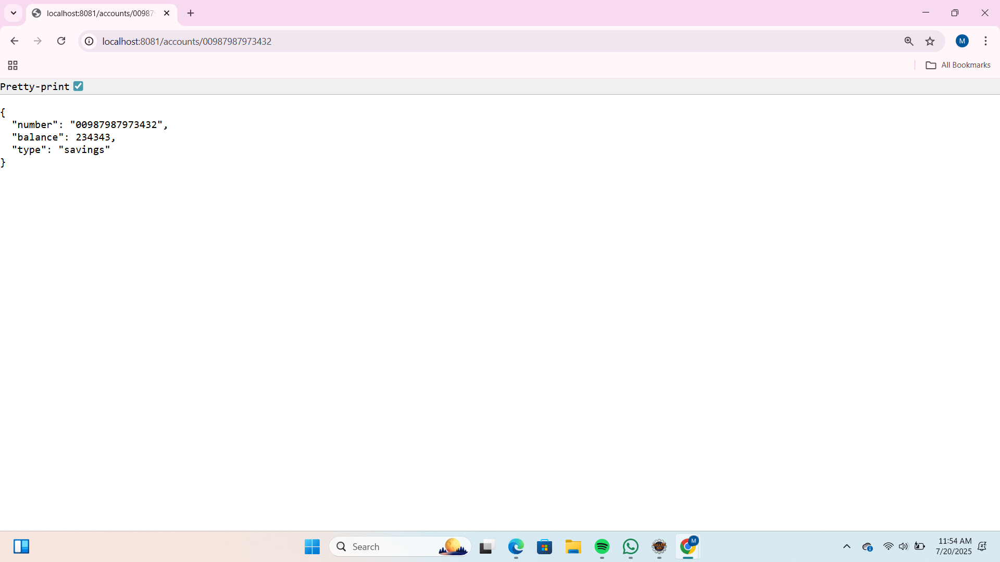 localhost:8081/accounts/00987
localhost:8081/accounts/00987987973432
M
All Bookmarks
Pretty-print
{
"number": "00987987973432",
"balance": 234343,
"type": "savings"
}
Search
M
11:54 AM
7/20/2025